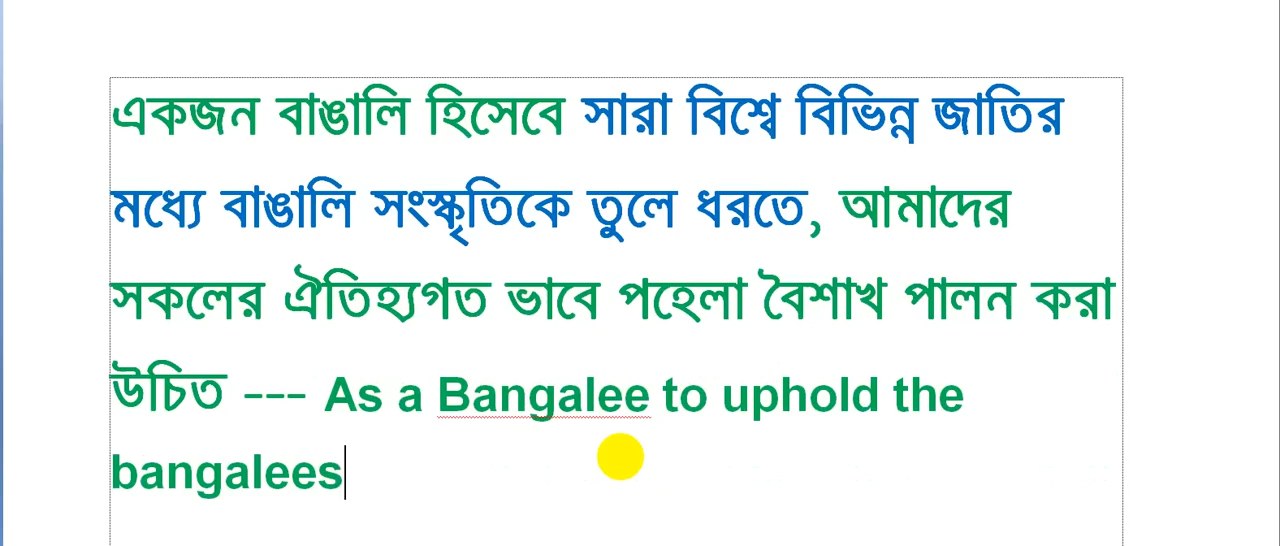 একজন বাঙালি হিসেবে সারা বিশ্বে বিভিন্ন জাতির
মধ্যে বাঙালি সংস্কৃতিকে তুলে ধরতে, আমাদের
সকলের ঐতিহ্যগত ভাবে পহেলা বৈশাখ পালন করা
উচিত --- As a Bangalee to uphold the
bangalees